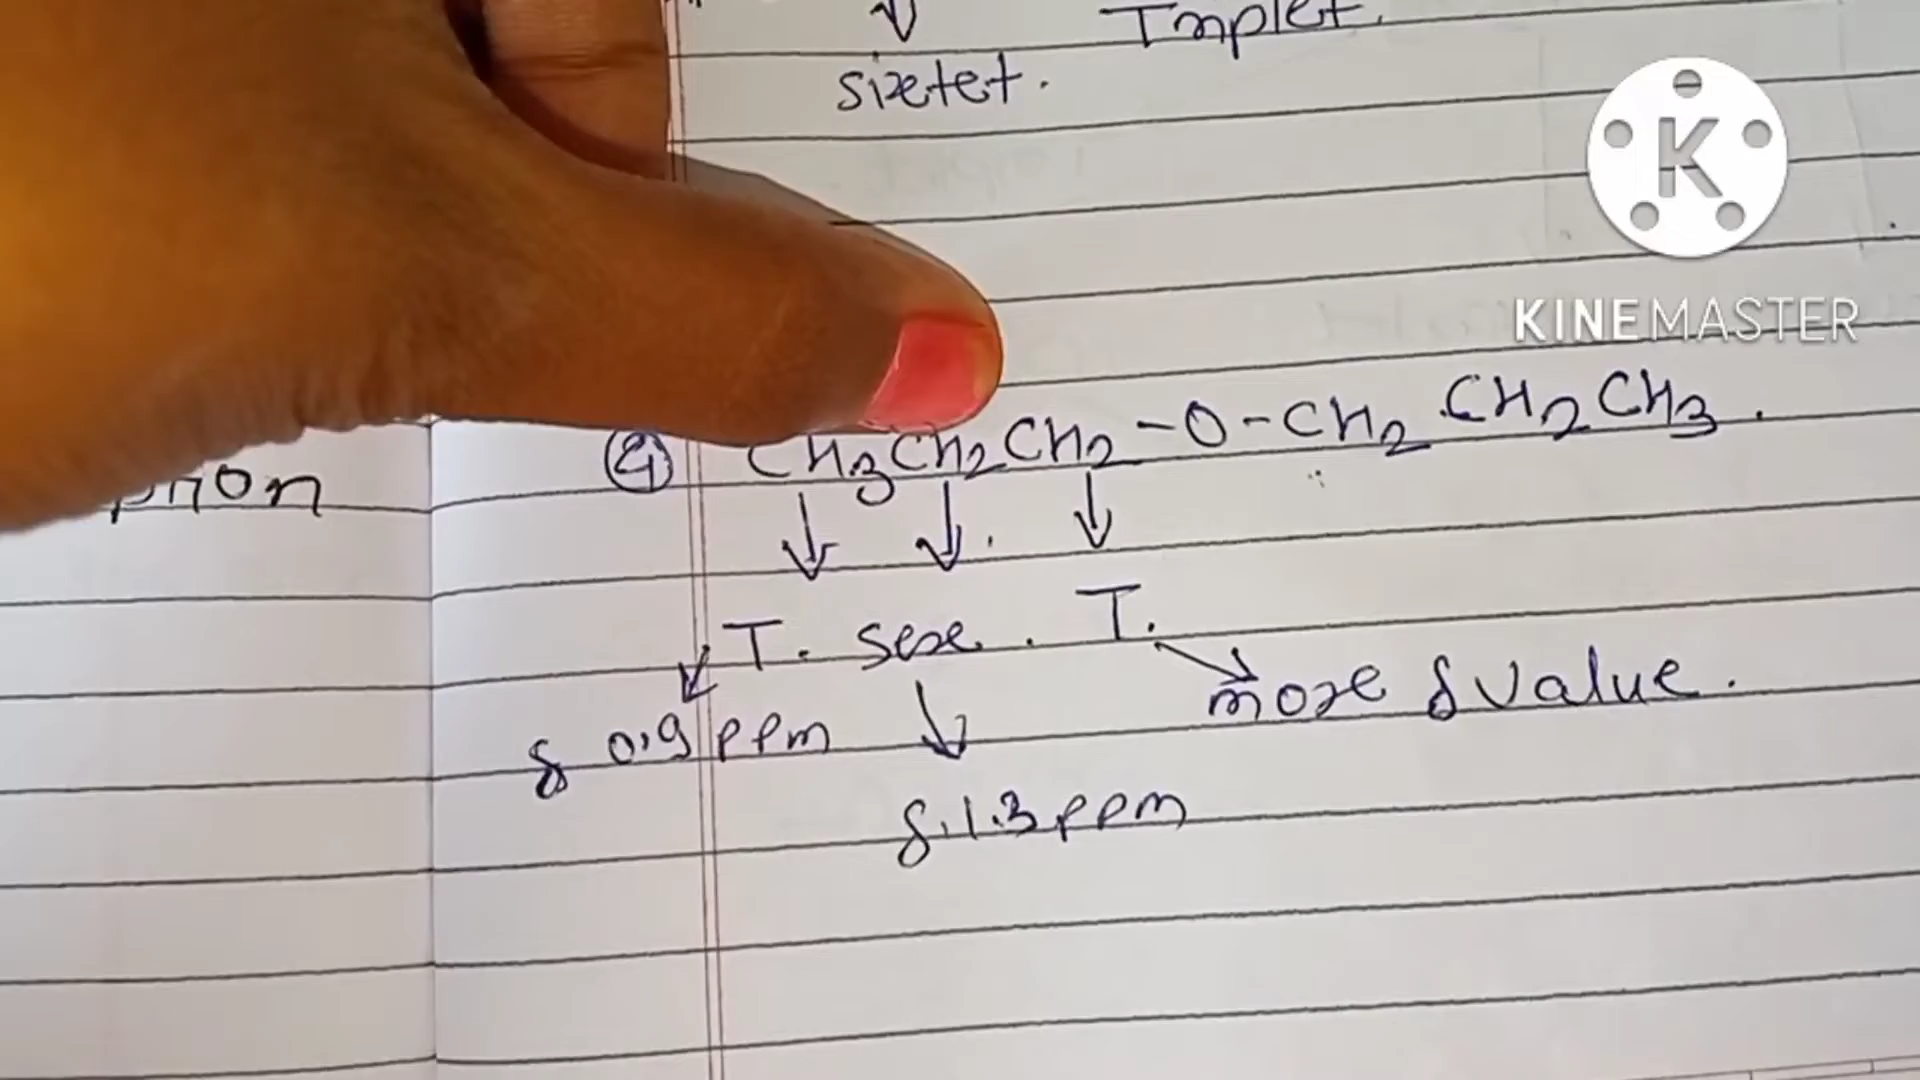 Triplet.
sixtet.
KINEMASTER
④ CH3CH2CH2-O-CH2CH2CH3.
T. sex. T.
more δ value.
δ 0.9 ppm
δ.1.3 ppm